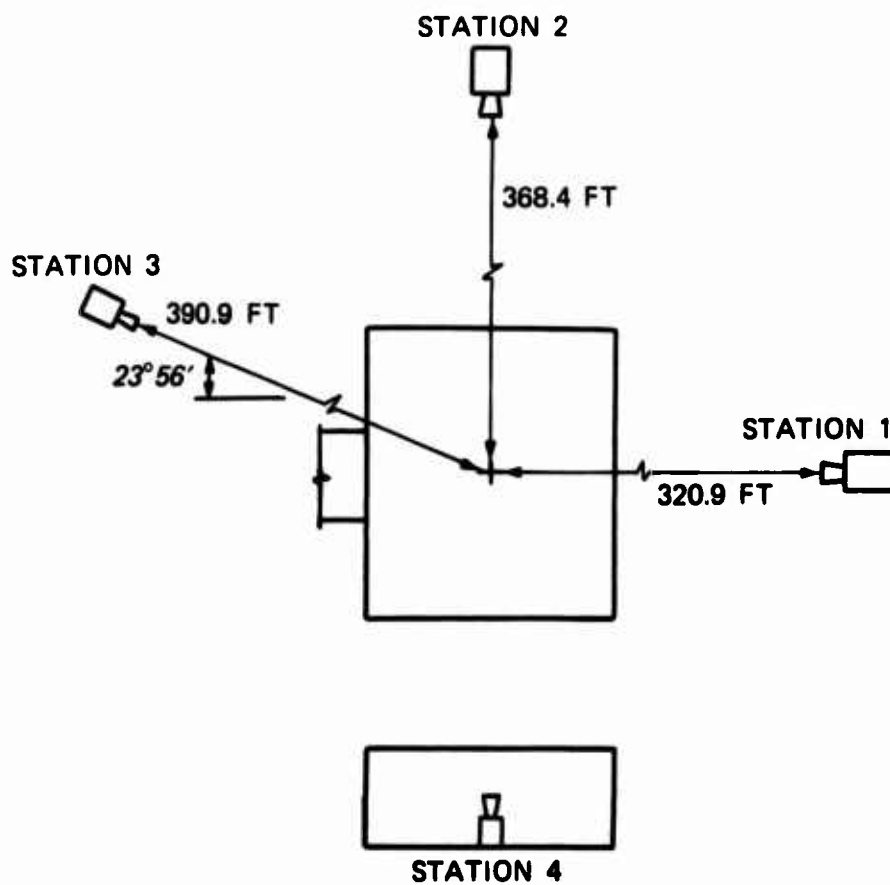 STATION 2
368.4 FT
STATION 3
390.9 FT
23°56′
STATION 1
320.9 FT
STATION 4